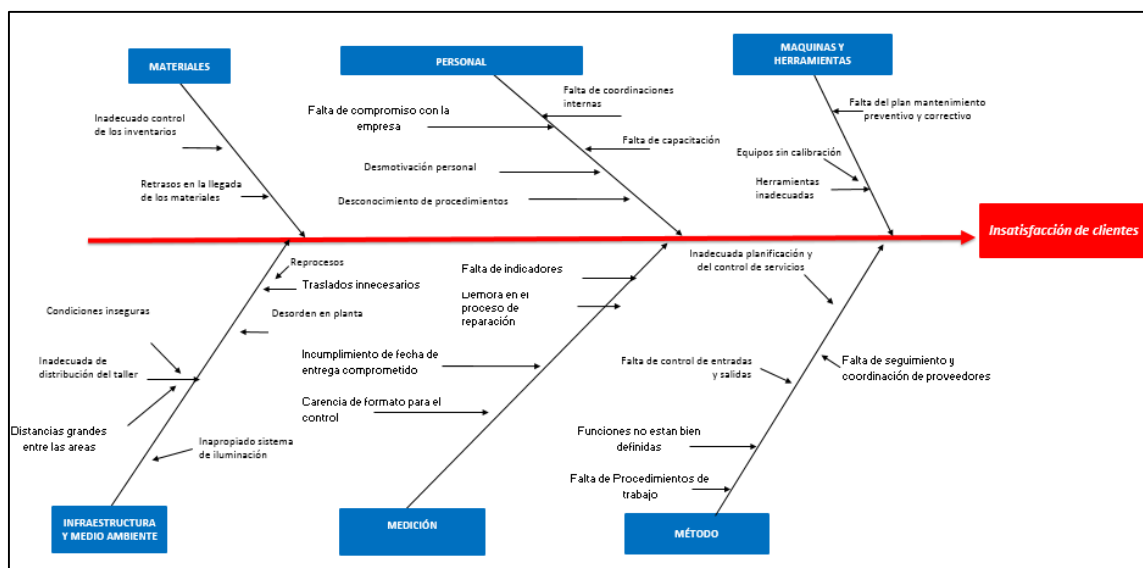 MATERIALES
PERSONAL
MAQUINAS Y
HERRAMIENTAS
Inadecuado control
de los inventarios
Retrasos en la llegada
de los materiales
Falta de coordinaciones
internas
Falta de compromiso con la
empresa
Falta de capacitación
Desmotivación personal
Desconocimiento de procedimientos
Falta del plan mantenimiento
preventivo y correctivo
Equipos sin calibración
Herramientas
inadecuadas
Insatisfacción de clientes
Reprocesos
Traslados innecesarios
Condiciones inseguras
Desorden en planta
Inadecuada de
distribución del taller
Distancias grandes
entre las areas
Inapropiado sistema
de iluminación
Falta de indicadores
Demora en el
proceso de
reparación
Incumplimiento de fecha de
entrega comprometido
Carencia de formato para el
control
Inadecuada planificación y
del control de servicios
Falta de control de entradas
y salidas
Falta de seguimiento y
coordinación de proveedores
Funciones no estan bien
definidas
Falta de Procedimientos de
trabajo
INFRAESTRUCTURA
Y MEDIO AMBIENTE
MEDICIÓN
MÉTODO